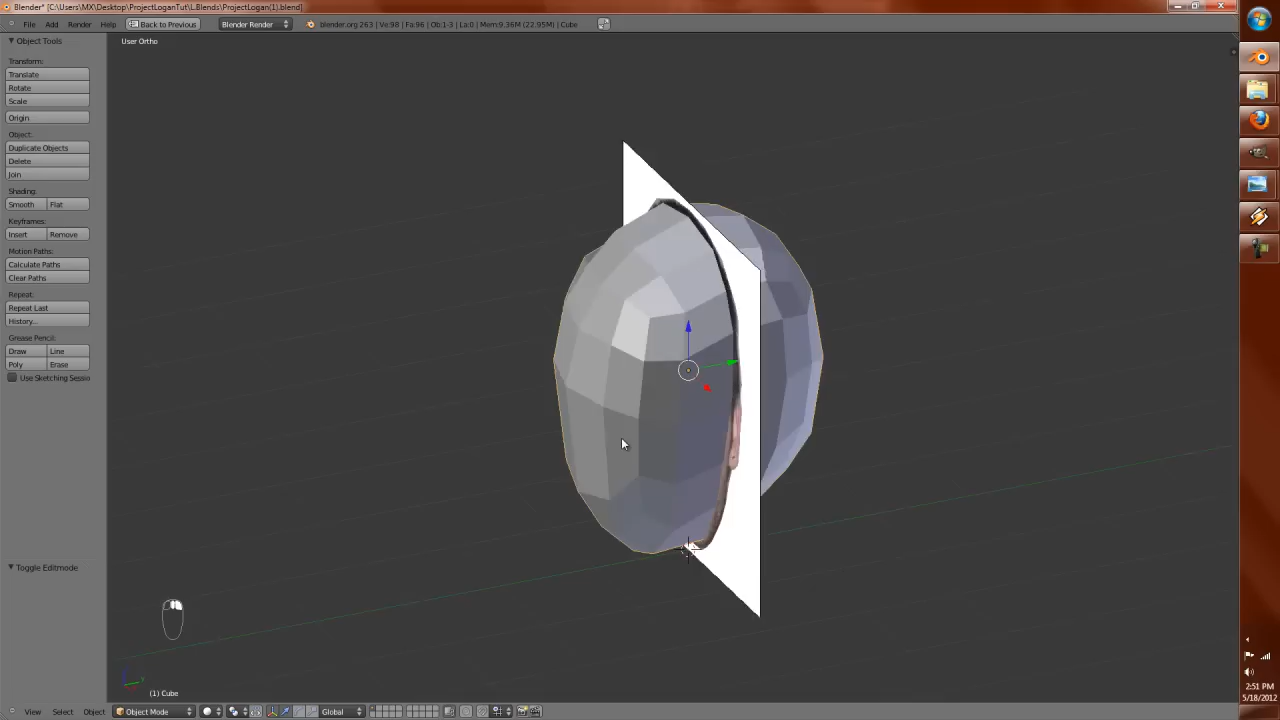 Blender* [C:\Users\MX\Desktop\ProjectLoganTut\LBlends\ProjectLogan(1).blend]
File Add Render Help Back to Previous Blender Render blender.org 263 | Ve:98 | Fa:96 | Ob:1-3 | La:0 | Mem:9.36M (22.95M) | Cube
Object Tools
User Ortho
Transform:
Translate
Rotate
Scale
Origin
Object:
Duplicate Objects
Delete
Join
Shading:
Smooth Flat
Keyframes:
Insert Remove
Motion Paths:
Calculate Paths
Clear Paths
Repeat:
Repeat Last
History...
Grease Pencil:
Draw Line
Poly Erase
Use Sketching Sessio
Toggle Editmode
(1) Cube
View Select Object Object Mode Global
2:51 PM
5/18/2012